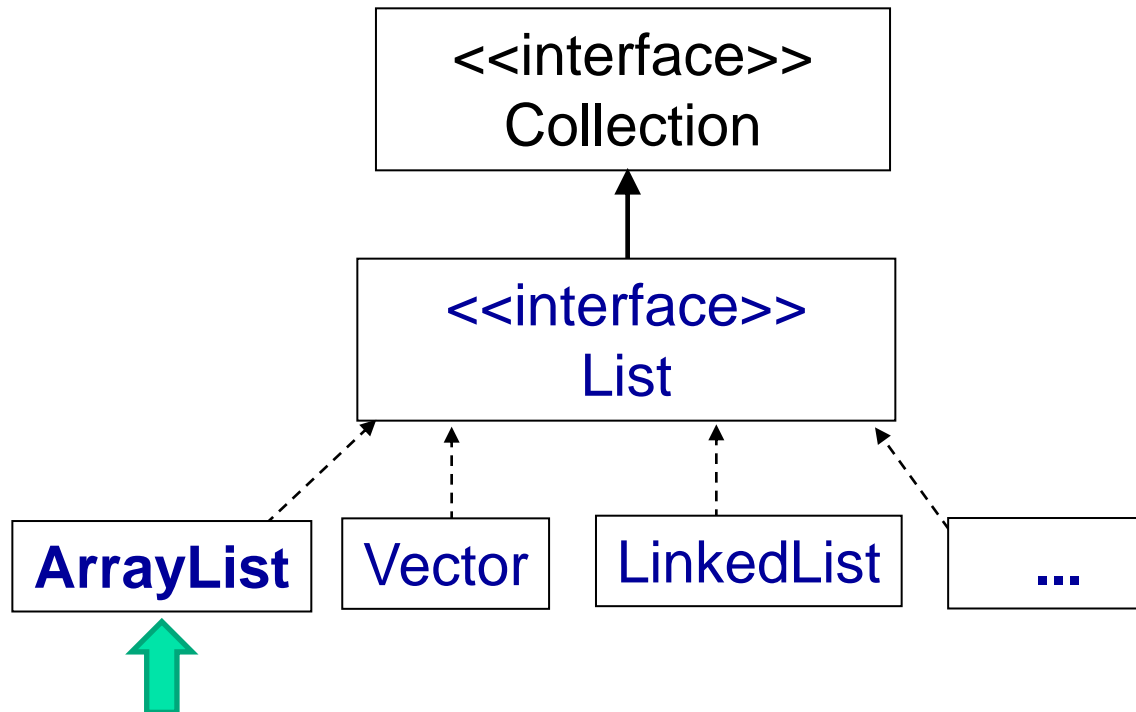 <<interface>>
Collection
<<interface>>
List
ArrayList
Vector
LinkedList
...